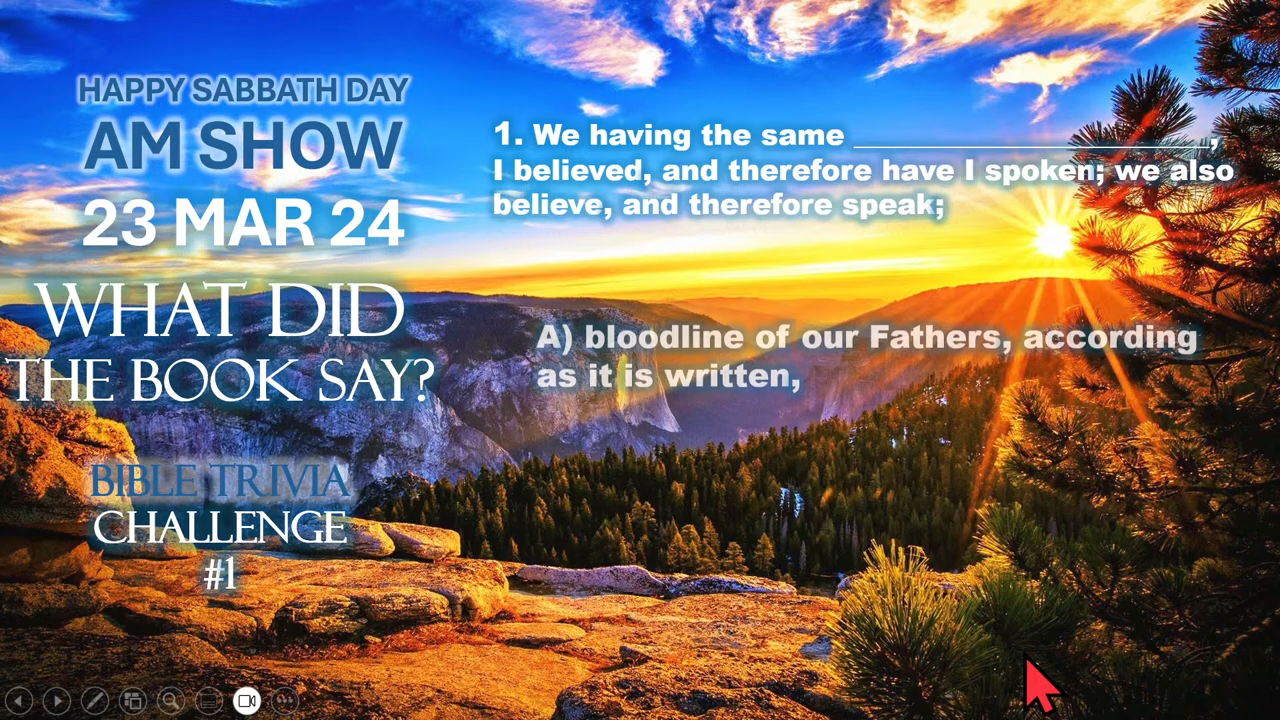 HAPPY SABBATH DAY
AM SHOW
23 MAR 24
WHAT DID
THE BOOK SAY?
BIBLE TRIVIA
CHALLENGE
#1
1. We having the same ______________________,
I believed, and therefore have I spoken; we also
believe, and therefore speak;
A) bloodline of our Fathers, according
as it is written,